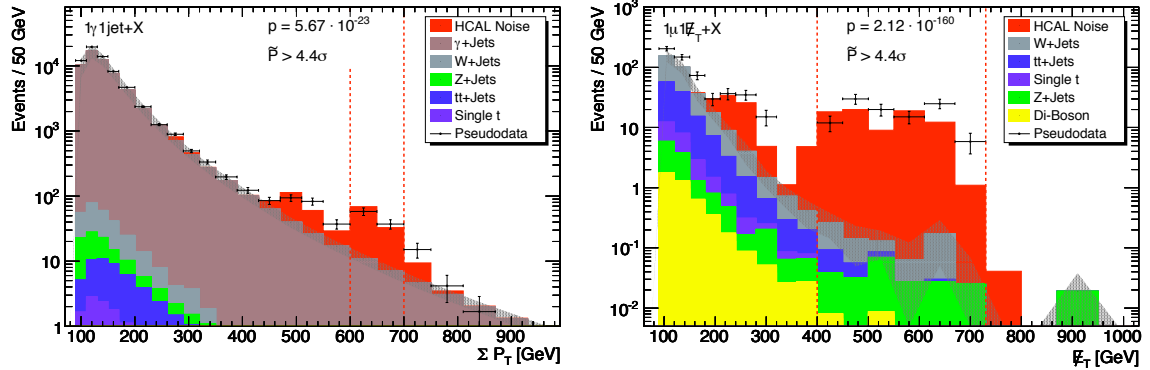 Events / 50 GeV
10⁴
10³
10²
10
1
1γ1jet+X
p = 5.67 · 10⁻²³
P̃ > 4.4σ
HCAL Noise
γ+Jets
W+Jets
Z+Jets
tt+Jets
Single t
Pseudodata
100 200 300 400 500 600 700 800 900
Σ P_T [GeV]
Events / 50 GeV
10³
10²
10
1
10⁻¹
10⁻²
1μ1E̸_T+X
p = 2.12 · 10⁻¹⁶⁰
P̃ > 4.4σ
HCAL Noise
W+Jets
tt+Jets
Single t
Z+Jets
Di-Boson
Pseudodata
100 200 300 400 500 600 700 800 900 1000
E̸_T [GeV]